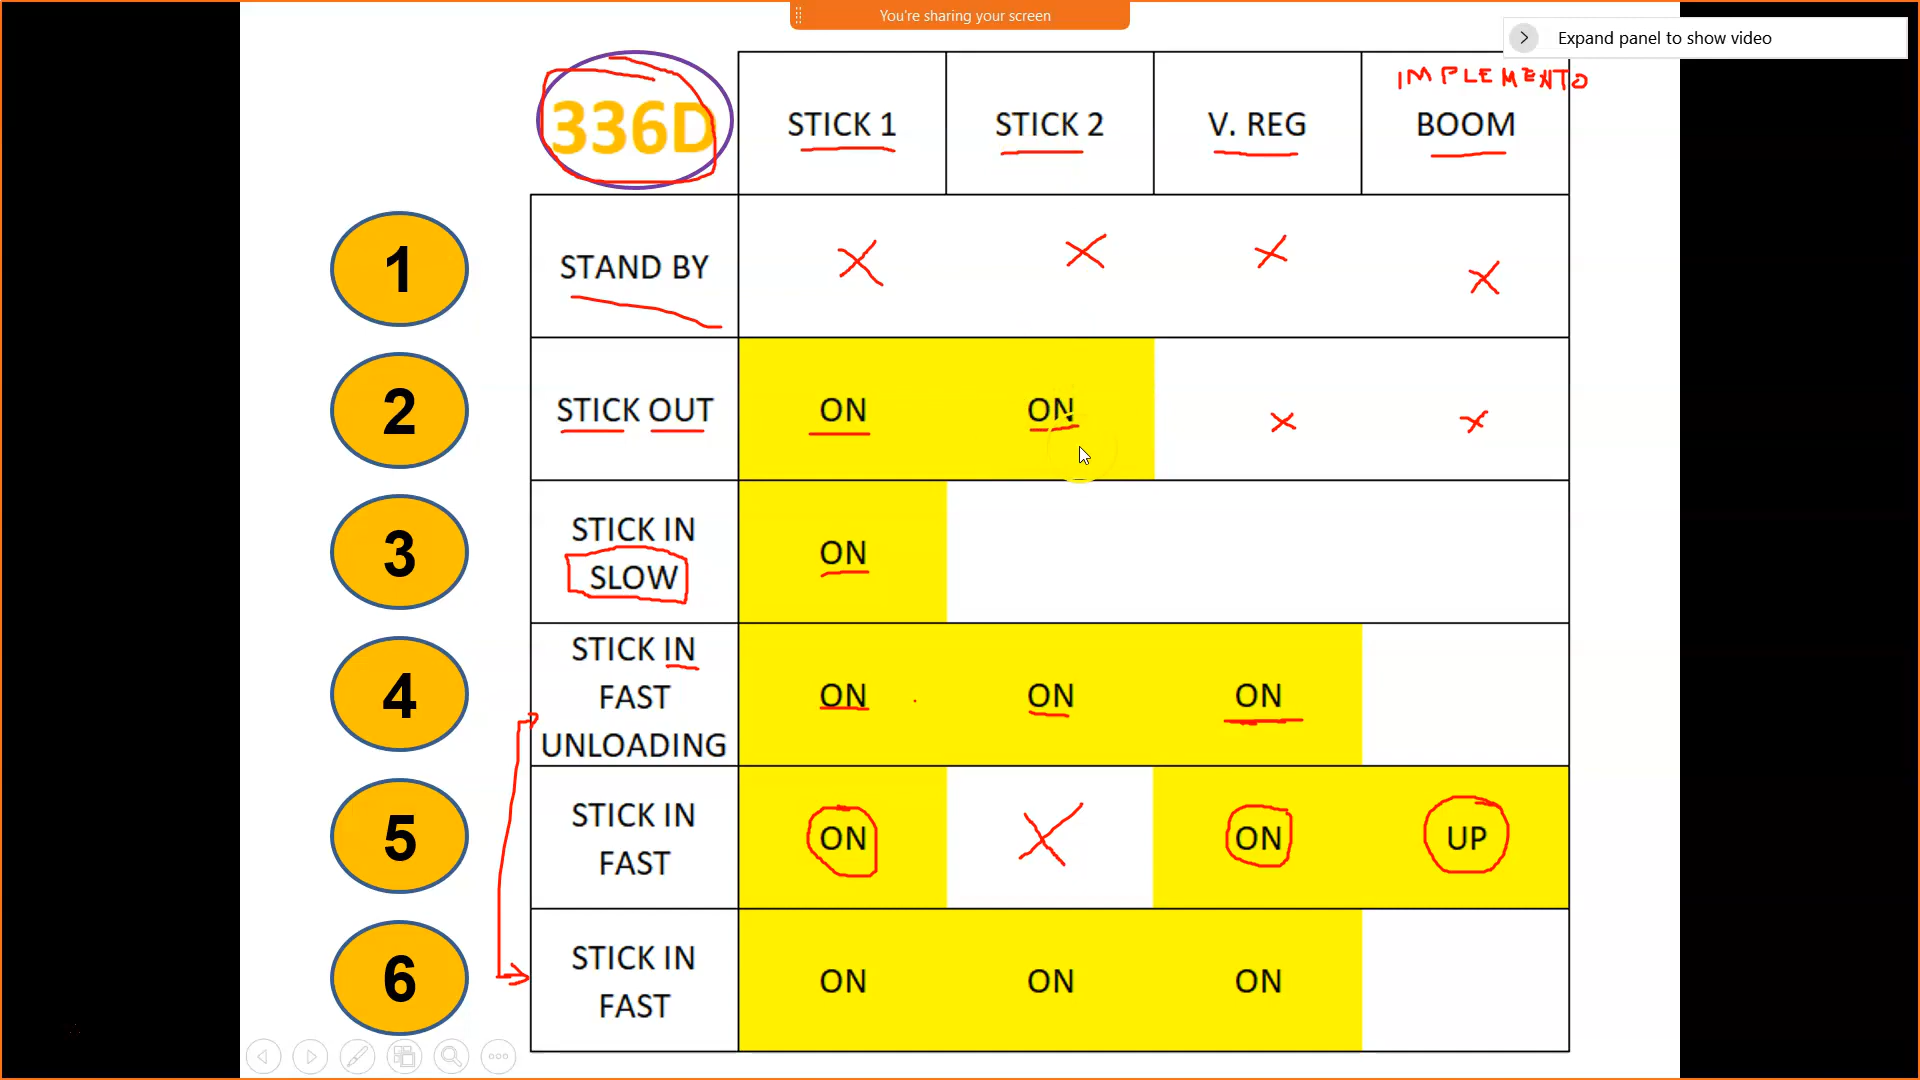 You're sharing your screen
Expand panel to show video
IMPLEMENTO
336D STICK 1 STICK 2 V. REG BOOM
1 STAND BY X X X X
2 STICK OUT ON ON X X
3 STICK IN
SLOW ON
4 STICK IN
FAST
UNLOADING ON ON ON
5 STICK IN
FAST ON X ON UP
6 STICK IN
FAST ON ON ON